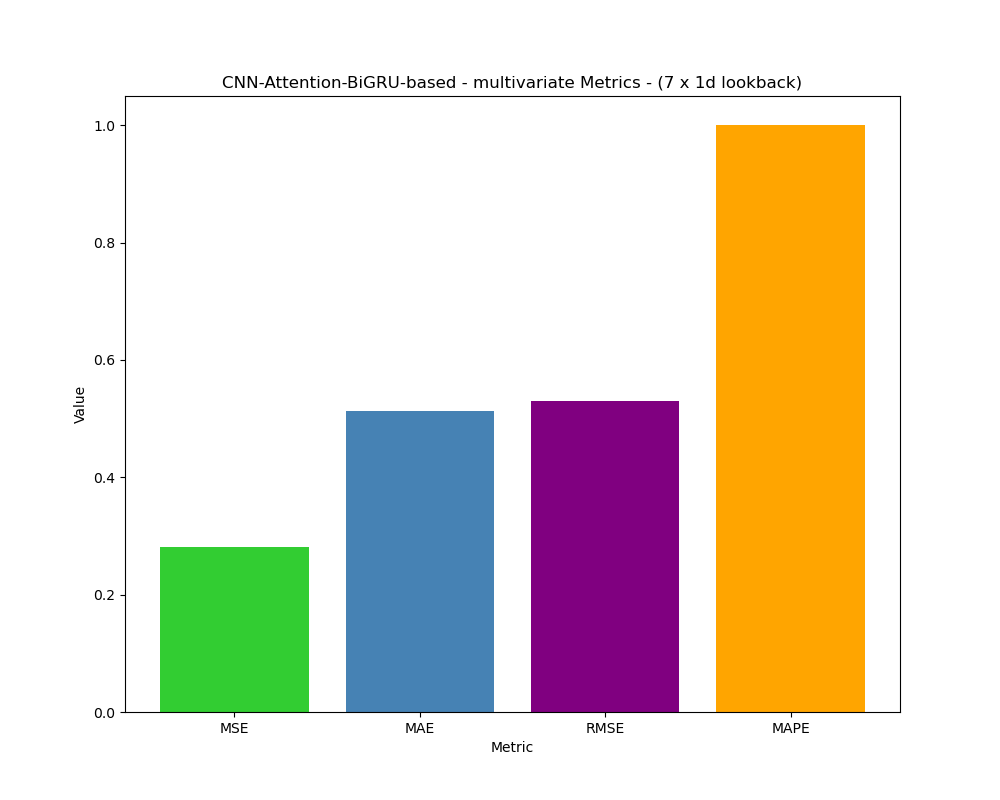 CNN-Attention-BiGRU-based - multivariate Metrics - (7 x 1d lookback)
1.0
0.8
0.6
0.4
0.2
0.0
Value
MSE MAE RMSE MAPE
Metric